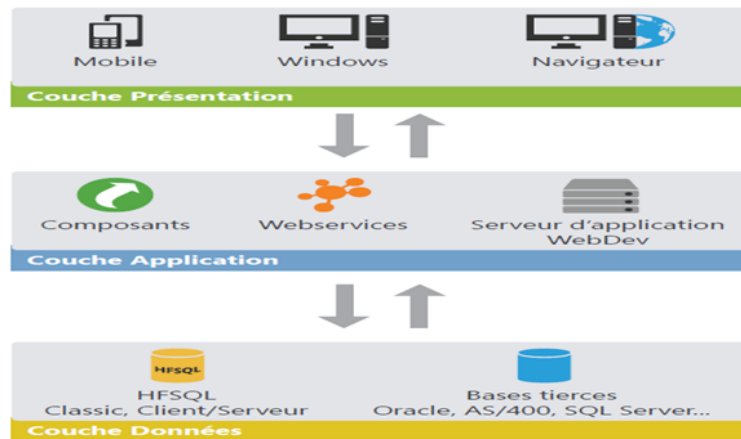 Mobile
Windows
Navigateur
Couche Présentation
Composants
Webservices
Serveur d'application
WebDev
Couche Application
HFSQL
HFSQL
Classic, Client/Serveur
Bases tierces
Oracle, AS/400, SQL Server...
Couche Données